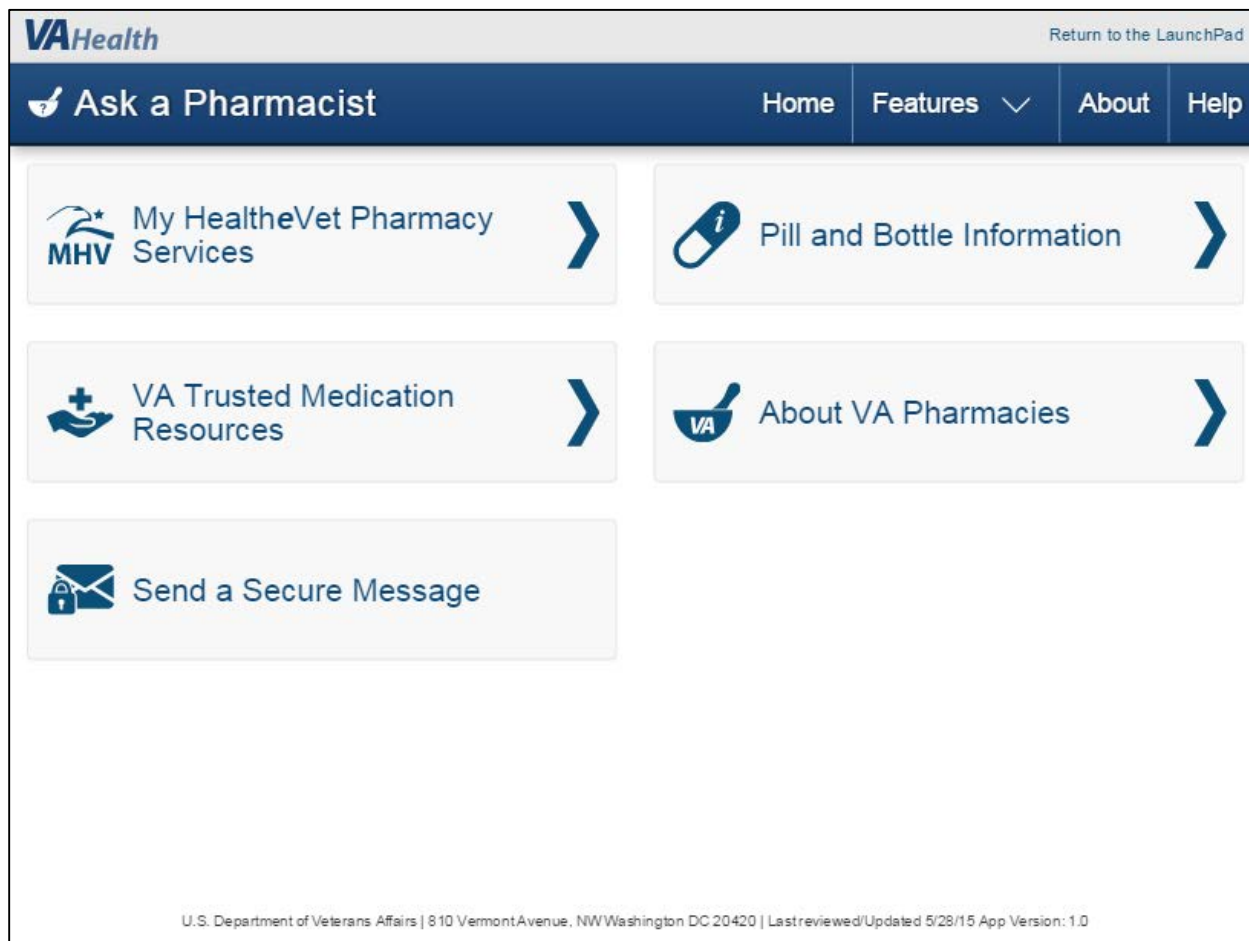 VA Health
Return to the LaunchPad
? Ask a Pharmacist
Home
Features
About
Help
MHV
My HealtheVet Pharmacy
Services
i
Pill and Bottle Information
VA Trusted Medication
Resources
VA
About VA Pharmacies
Send a Secure Message
U.S. Department of Veterans Affairs | 810 Vermont Avenue, NW Washington DC 20420 | Last reviewed/Updated 5/28/15 App Version: 1.0